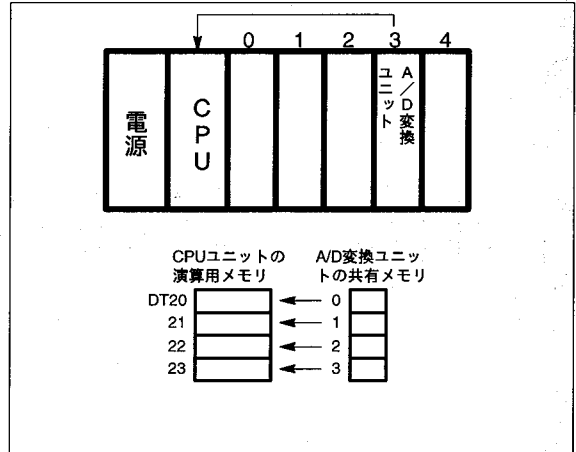 0 1 2 3 4
電源
CPU
A/D変換
ユニット
CPUユニットの
演算用メモリ
A/D変換ユニッ
トの共有メモリ
DT20 0
21 1
22 2
23 3